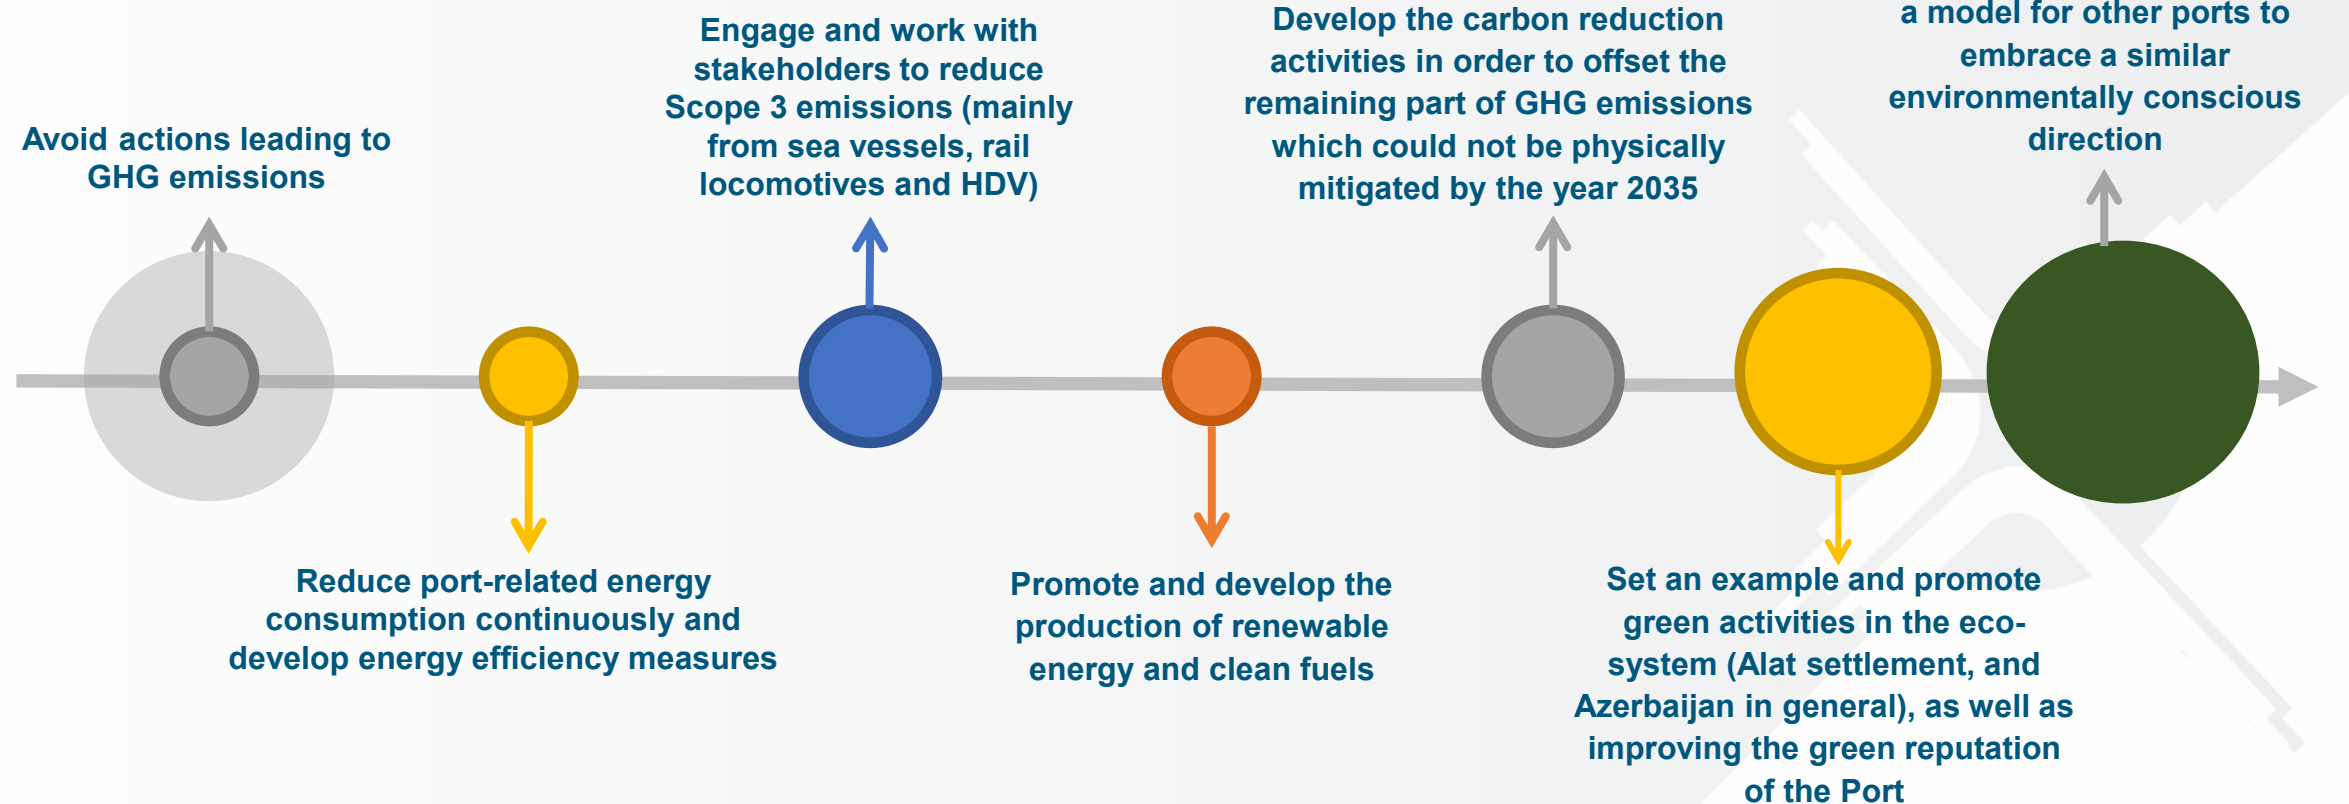 Avoid actions leading to
GHG emissions
Reduce port-related energy
consumption continuously and
develop energy efficiency measures
Engage and work with
stakeholders to reduce
Scope 3 emissions (mainly
from sea vessels, rail
locomotives and HDV)
Promote and develop the
production of renewable
energy and clean fuels
Develop the carbon reduction
activities in order to offset the
remaining part of GHG emissions
which could not be physically
mitigated by the year 2035
Set an example and promote
green activities in the eco-
system (Alat settlement, and
Azerbaijan in general), as well as
improving the green reputation
of the Port
a model for other ports to
embrace a similar
environmentally conscious
direction